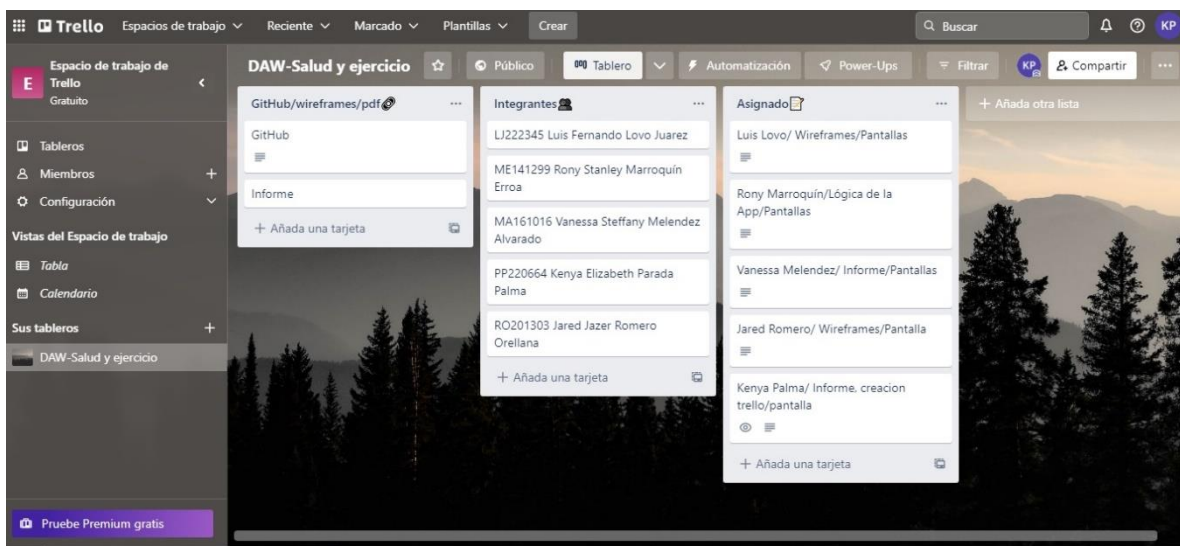 Trello Espacios de trabajo Reciente Marcado Plantillas Crear Buscar KP
E Espacio de trabajo de
Trello
Gratuito
Tableros
Miembros
Configuración
Vistas del Espacio de trabajo
Tabla
Calendario
Sus tableros
DAW-Salud y ejercicio
Pruebe Premium gratis
DAW-Salud y ejercicio Público Tablero Automatización Power-Ups Filtrar KP Compartir
GitHub/wireframes/pdf
GitHub
Informe
+ Añada una tarjeta
Integrantes
LJ222345 Luis Fernando Lovo Juarez
ME141299 Rony Stanley Marroquín
Erroa
MA161016 Vanessa Steffany Melendez
Alvarado
PP220664 Kenya Elizabeth Parada
Palma
RO201303 Jared Jazer Romero
Orellana
+ Añada una tarjeta
Asignado
Luis Lovo/ Wireframes/Pantallas
Rony Marroquín/Lógica de la
App/Pantallas
Vanessa Melendez/ Informe/Pantallas
Jared Romero/ Wireframes/Pantalla
Kenya Palma/ Informe, creacion
trello/pantalla
+ Añada una tarjeta
+ Añada otra lista